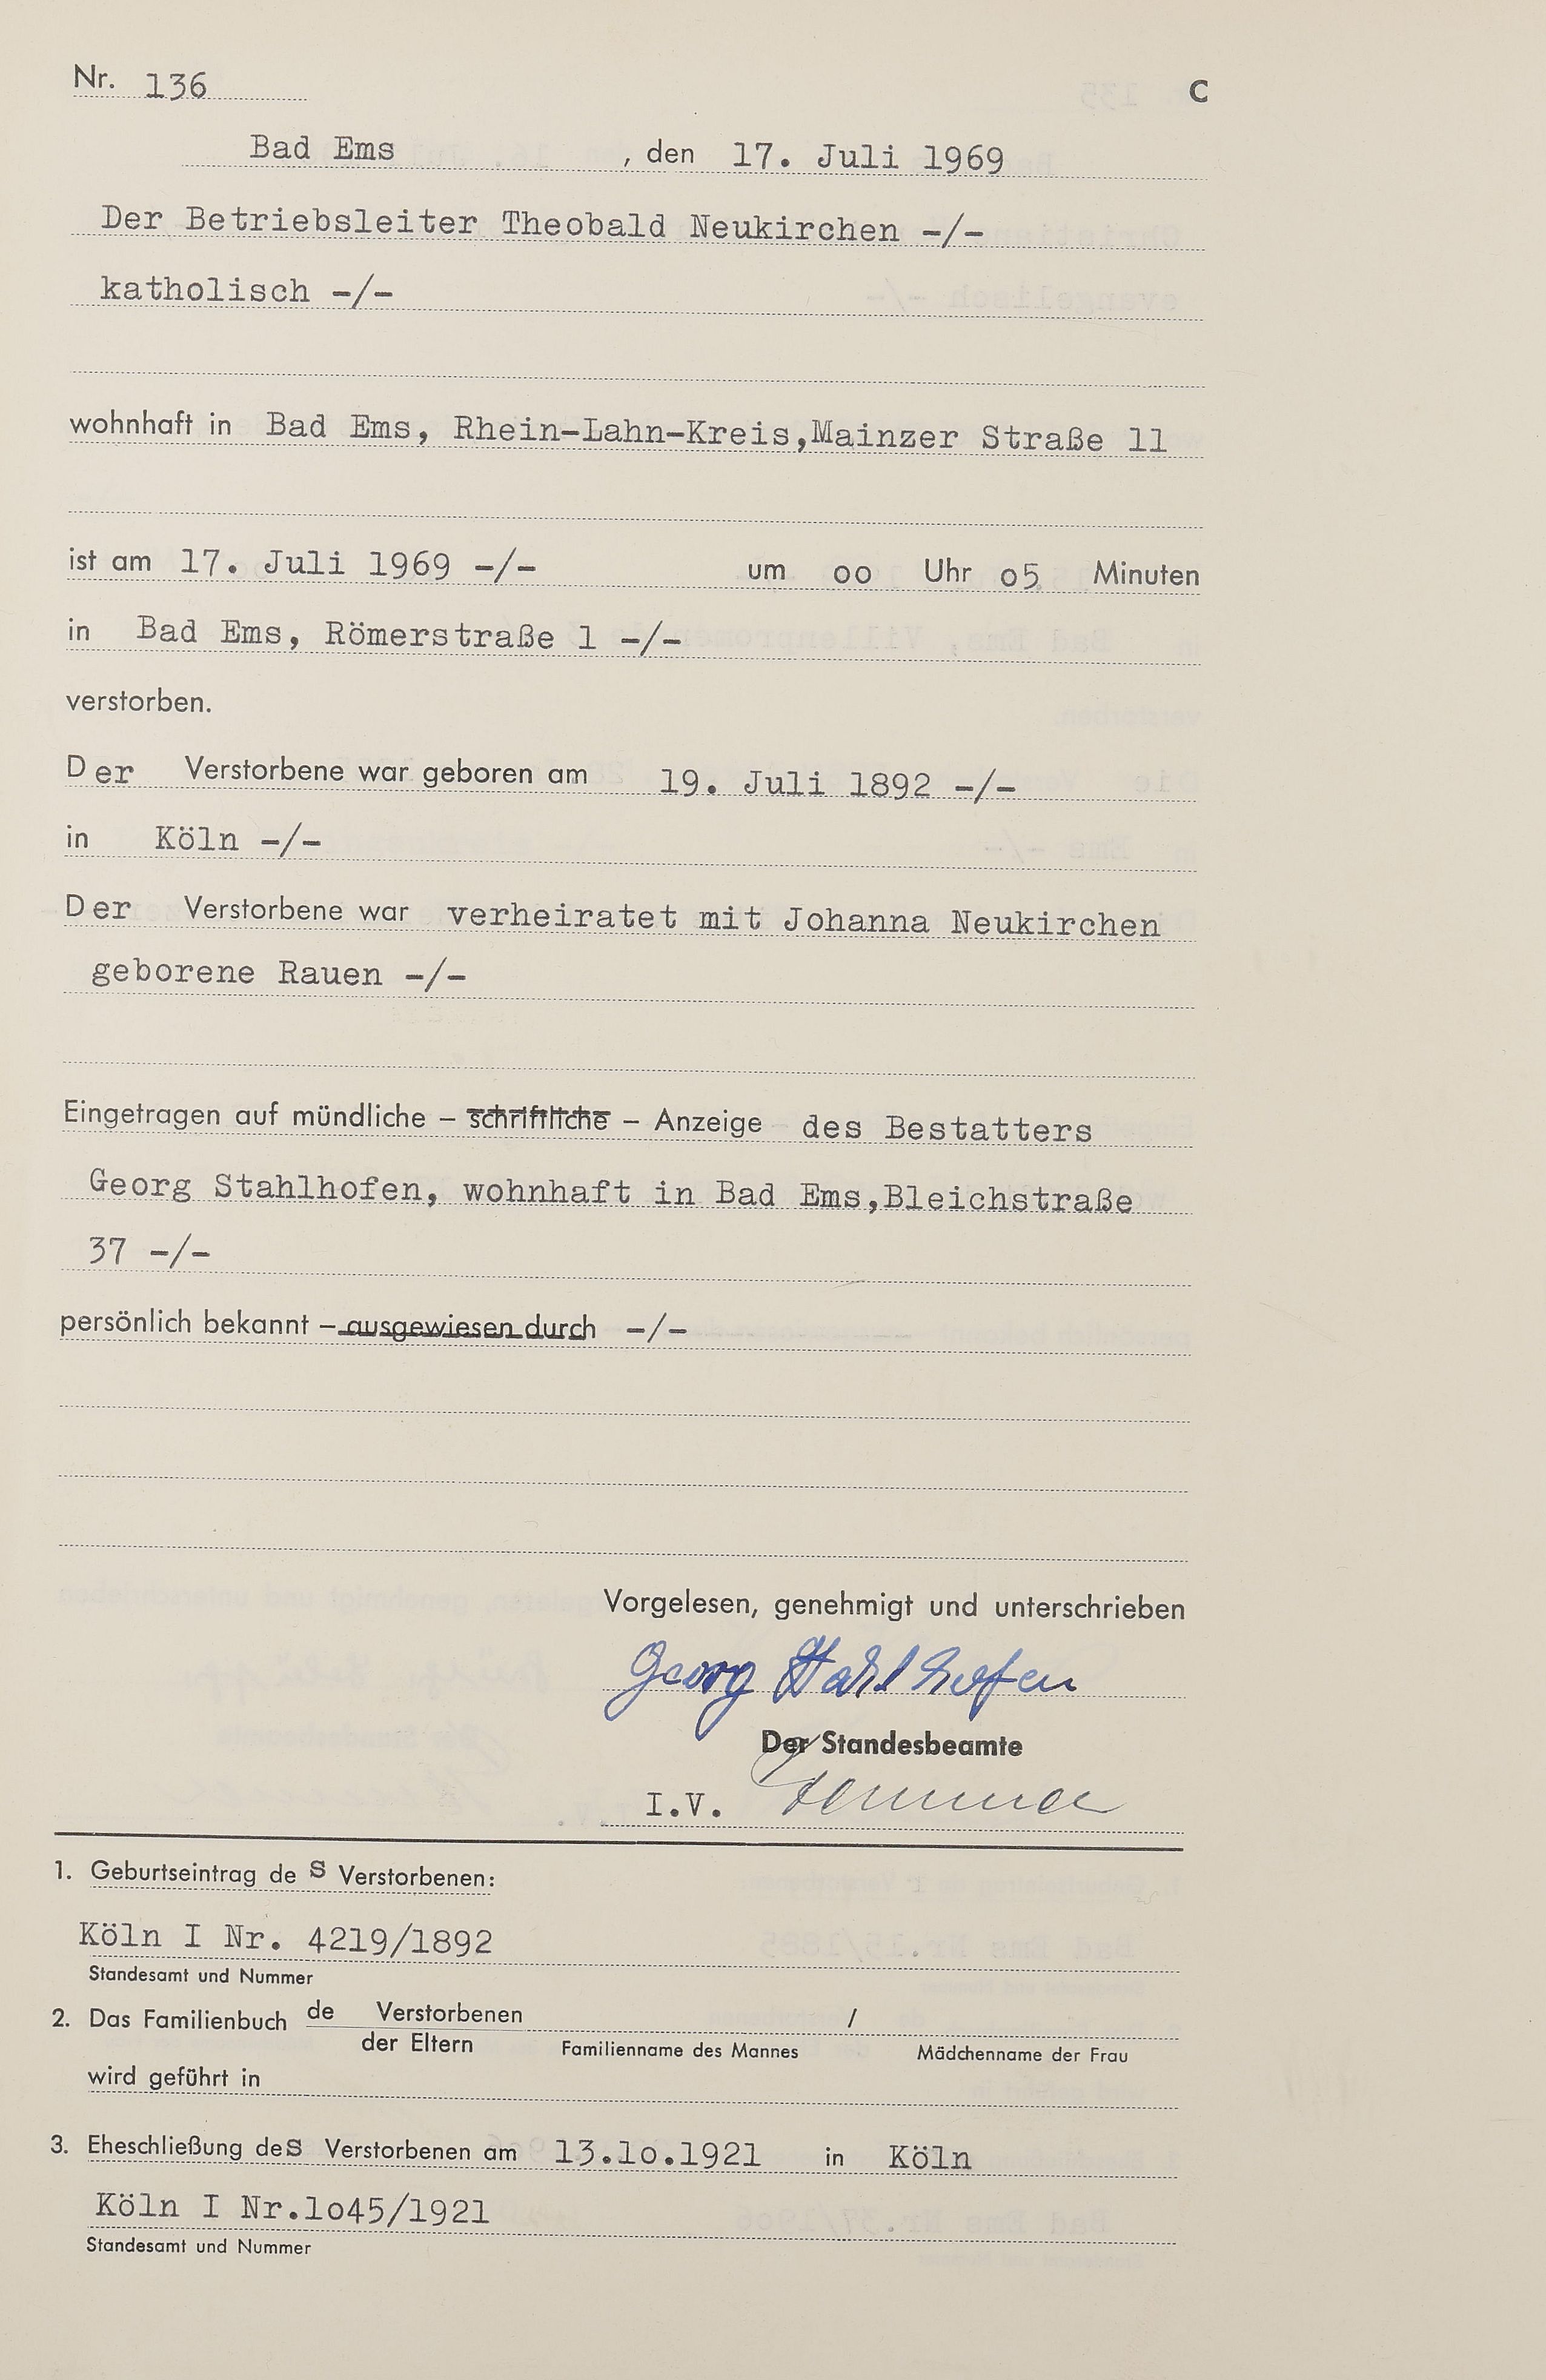 Nr. 136
C
Bad Ems , den 17. Juli 1969
Der Betriebsleiter Theobald Neukirchen -/-
katholisch -/-
wohnhaft in Bad Ems, Rhein-Lahn-Kreis,Mainzer Straße 11
ist am 17. Juli 1969 -/- um oo Uhr o5 Minuten
in Bad Ems, Römerstraße 1 -/-
verstorben.
Der Verstorbene war geboren am 19. Juli 1892 -/-
in Köln -/-
Der Verstorbene war verheiratet mit Johanna Neukirchen
geborene Rauen -/-
Eingetragen auf mündliche – schriftliche – Anzeige des Bestatters
Georg Stahlhofen, wohnhaft in Bad Ems,Bleichstraße
37 -/-
persönlich bekannt – ausgewiesen durch -/-
Vorgelesen, genehmigt und unterschrieben
Georg Stahlhofen
Der Standesbeamte
I.V.
1. Geburtseintrag des Verstorbenen:
Köln I Nr. 4219/1892
Standesamt und Nummer
2. Das Familienbuch de Verstorbenen /
der Eltern Familienname des Mannes Mädchenname der Frau
wird geführt in
3. Eheschließung des Verstorbenen am 13.1o.1921 in Köln
Köln I Nr.1o45/1921
Standesamt und Nummer